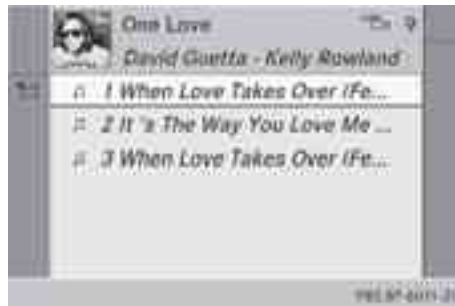 One Love
David Guetta - Kelly Rowland
1 When Love Takes Over (Fe...
2 It 's The Way You Love Me ...
3 When Love Takes Over (Fe...